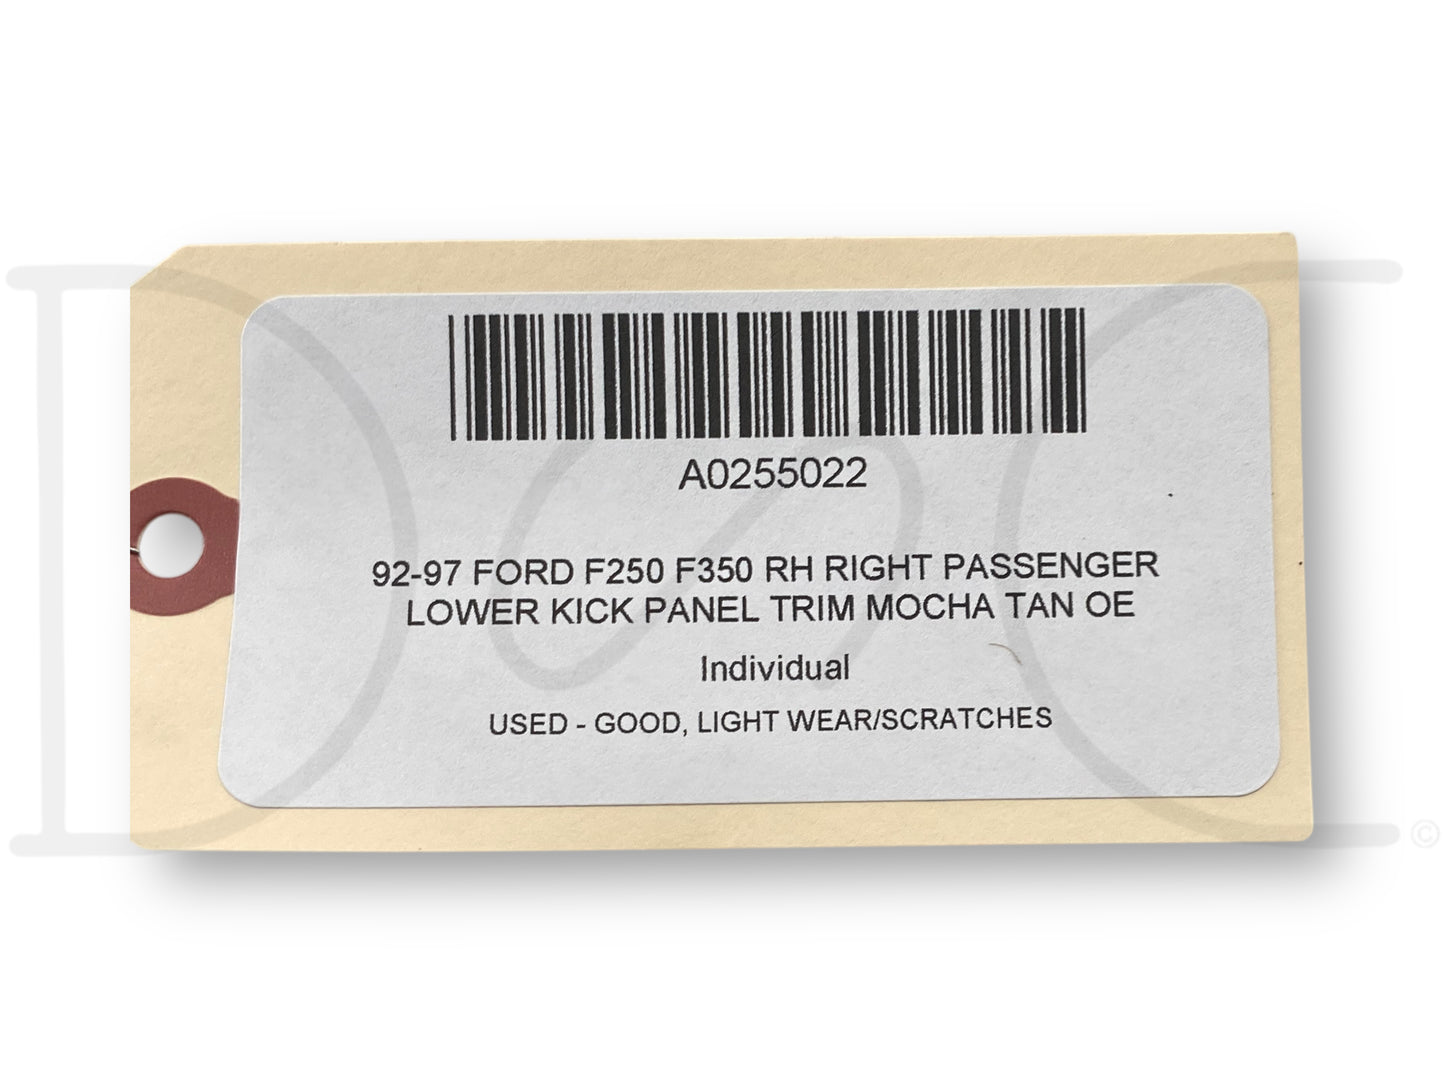 A0255022
92-97 FORD F250 F350 RH RIGHT PASSENGER
LOWER KICK PANEL TRIM MOCHA TAN OE
Individual
USED - GOOD, LIGHT WEAR/SCRATCHES
©